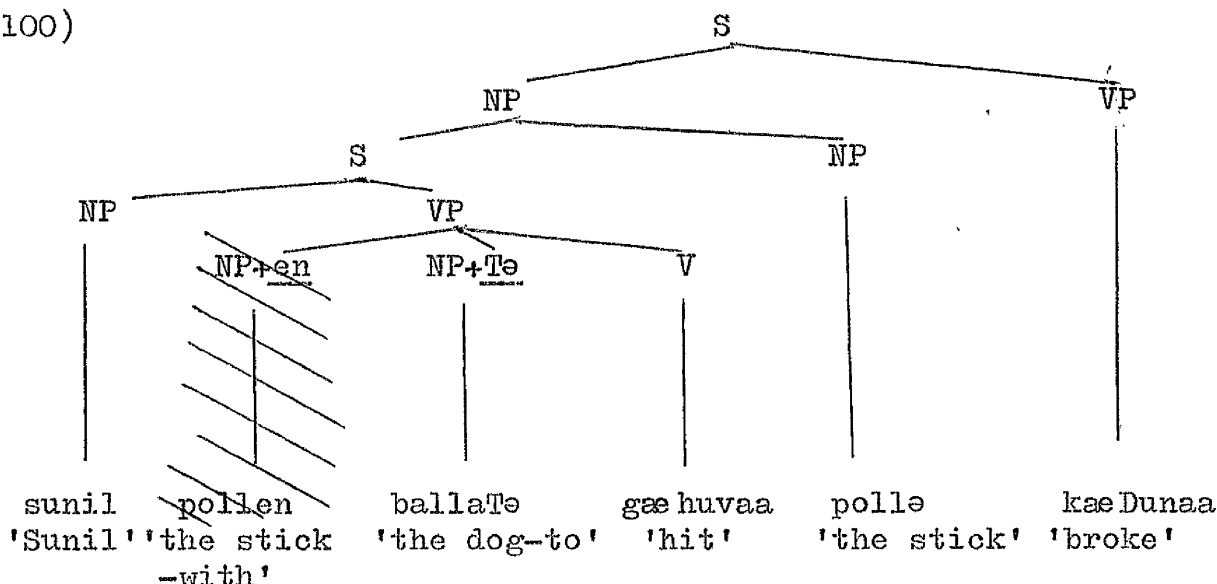 100)
S
NP VP
S NP
NP VP
NP+en NP+Tə V
sunil pollen ballaTə gæhuvaa pollə kæDunaa
'Sunil' 'the stick 'the dog-to' 'hit' 'the stick' 'broke'
-with'